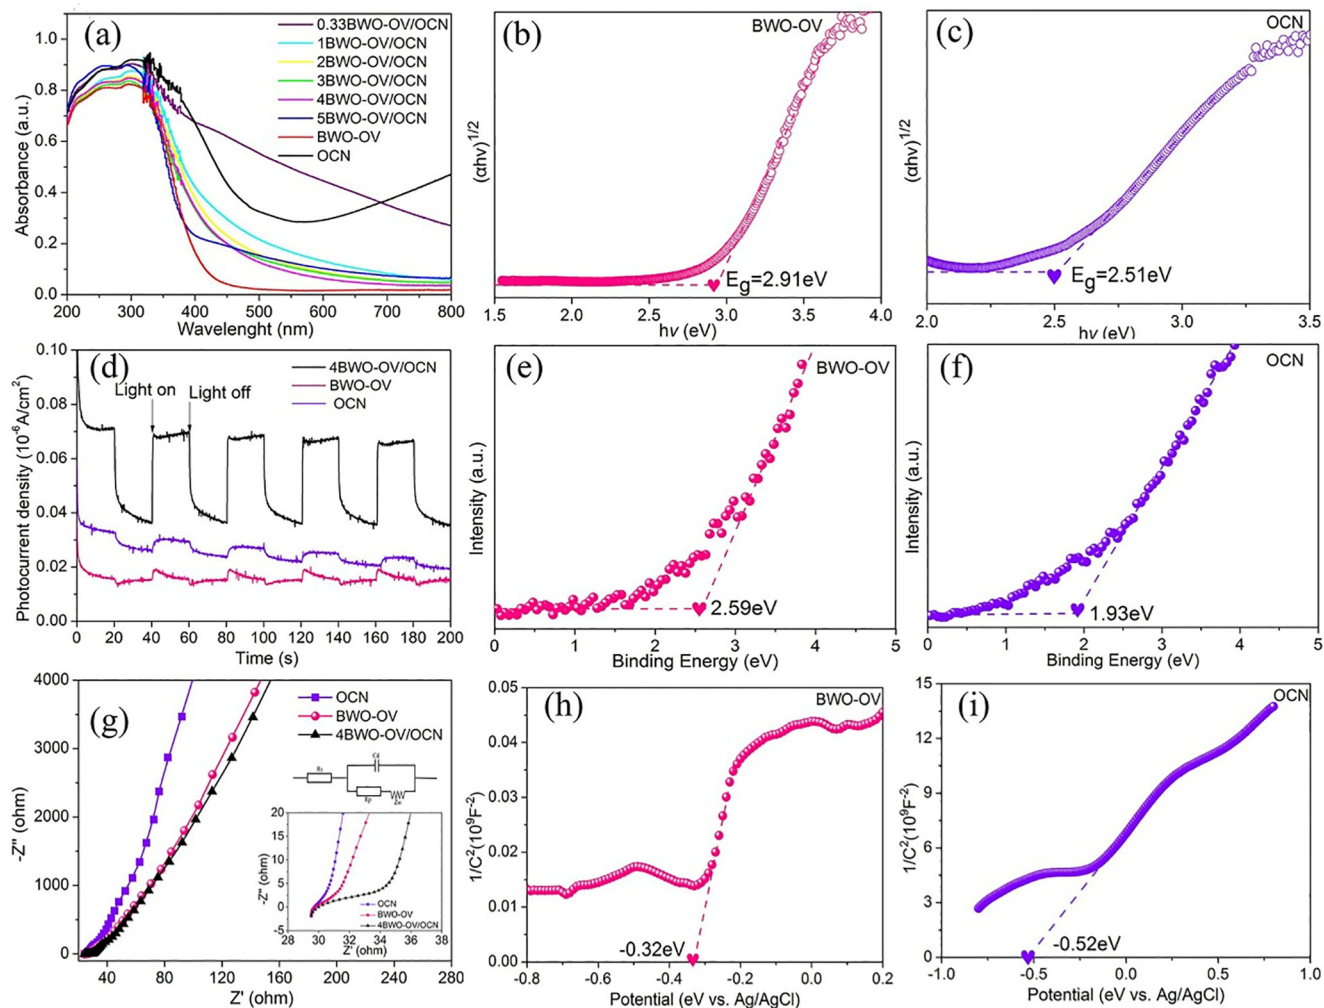 (a)
0.33BWO-OV/OCN
1BWO-OV/OCN
2BWO-OV/OCN
3BWO-OV/OCN
4BWO-OV/OCN
5BWO-OV/OCN
BWO-OV
OCN
Absorbance (a.u.)
1.0
0.8
0.6
0.4
0.2
0.0
200 300 400 500 600 700 800
Wavelenght (nm)
(b)
BWO-OV
(αhv)1/2
Eg=2.91eV
1.5 2.0 2.5 3.0 3.5 4.0
hv (eV)
(c)
OCN
(αhv)1/2
Eg=2.51eV
2.0 2.5 3.0 3.5
hv (eV)
(d)
4BWO-OV/OCN
BWO-OV
OCN
Light on
Light off
Photocurrent density (10-6A/cm2)
0.10
0.08
0.06
0.04
0.02
0.00
0 20 40 60 80 100 120 140 160 180 200
Time (s)
(e)
BWO-OV
Intensity (a.u.)
2.59eV
0 1 2 3 4 5
Binding Energy (eV)
(f)
OCN
Intensity (a.u.)
1.93eV
0 1 2 3 4 5
Binding Energy (eV)
(g)
OCN
BWO-OV
4BWO-OV/OCN
-Z'' (ohm)
4000
3000
2000
1000
0
40 80 120 160 200 240 280
Z' (ohm)
Rs
Cd
Rp
Zw
-Z'' (ohm)
20
15
10
5
0
-5
OCN
BWO-OV
4BWO-OV/OCN
28 30 32 34 36 38
Z' (ohm)
(h)
BWO-OV
1/C2(109F-2)
0.05
0.04
0.03
0.02
0.01
0.00
-0.32eV
-0.8 -0.6 -0.4 -0.2 0.0 0.2
Potential (eV vs. Ag/AgCl)
(i)
OCN
1/C2(109F-2)
15
12
9
6
3
0
-0.52eV
-1.0 -0.5 0.0 0.5 1.0
Potential (eV vs. Ag/AgCl)